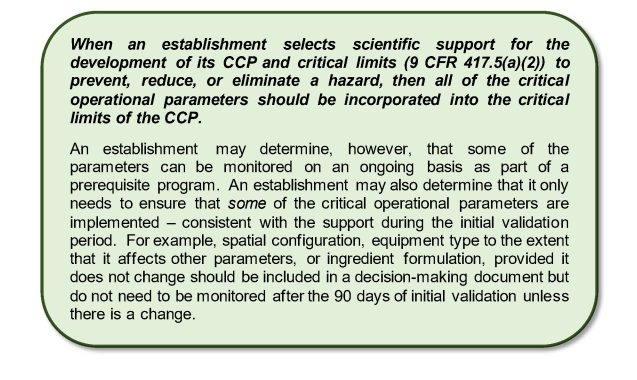 When an establishment selects scientific support for the
development of its CCP and critical limits (9 CFR 417.5(a)(2)) to
prevent, reduce, or eliminate a hazard, then all of the critical
operational parameters should be incorporated into the critical
limits of the CCP.
An establishment may determine, however, that some of the
parameters can be monitored on an ongoing basis as part of a
prerequisite program. An establishment may also determine that it only
needs to ensure that some of the critical operational parameters are
implemented – consistent with the support during the initial validation
period. For example, spatial configuration, equipment type to the extent
that it affects other parameters, or ingredient formulation, provided it
does not change should be included in a decision-making document but
do not need to be monitored after the 90 days of initial validation unless
there is a change.